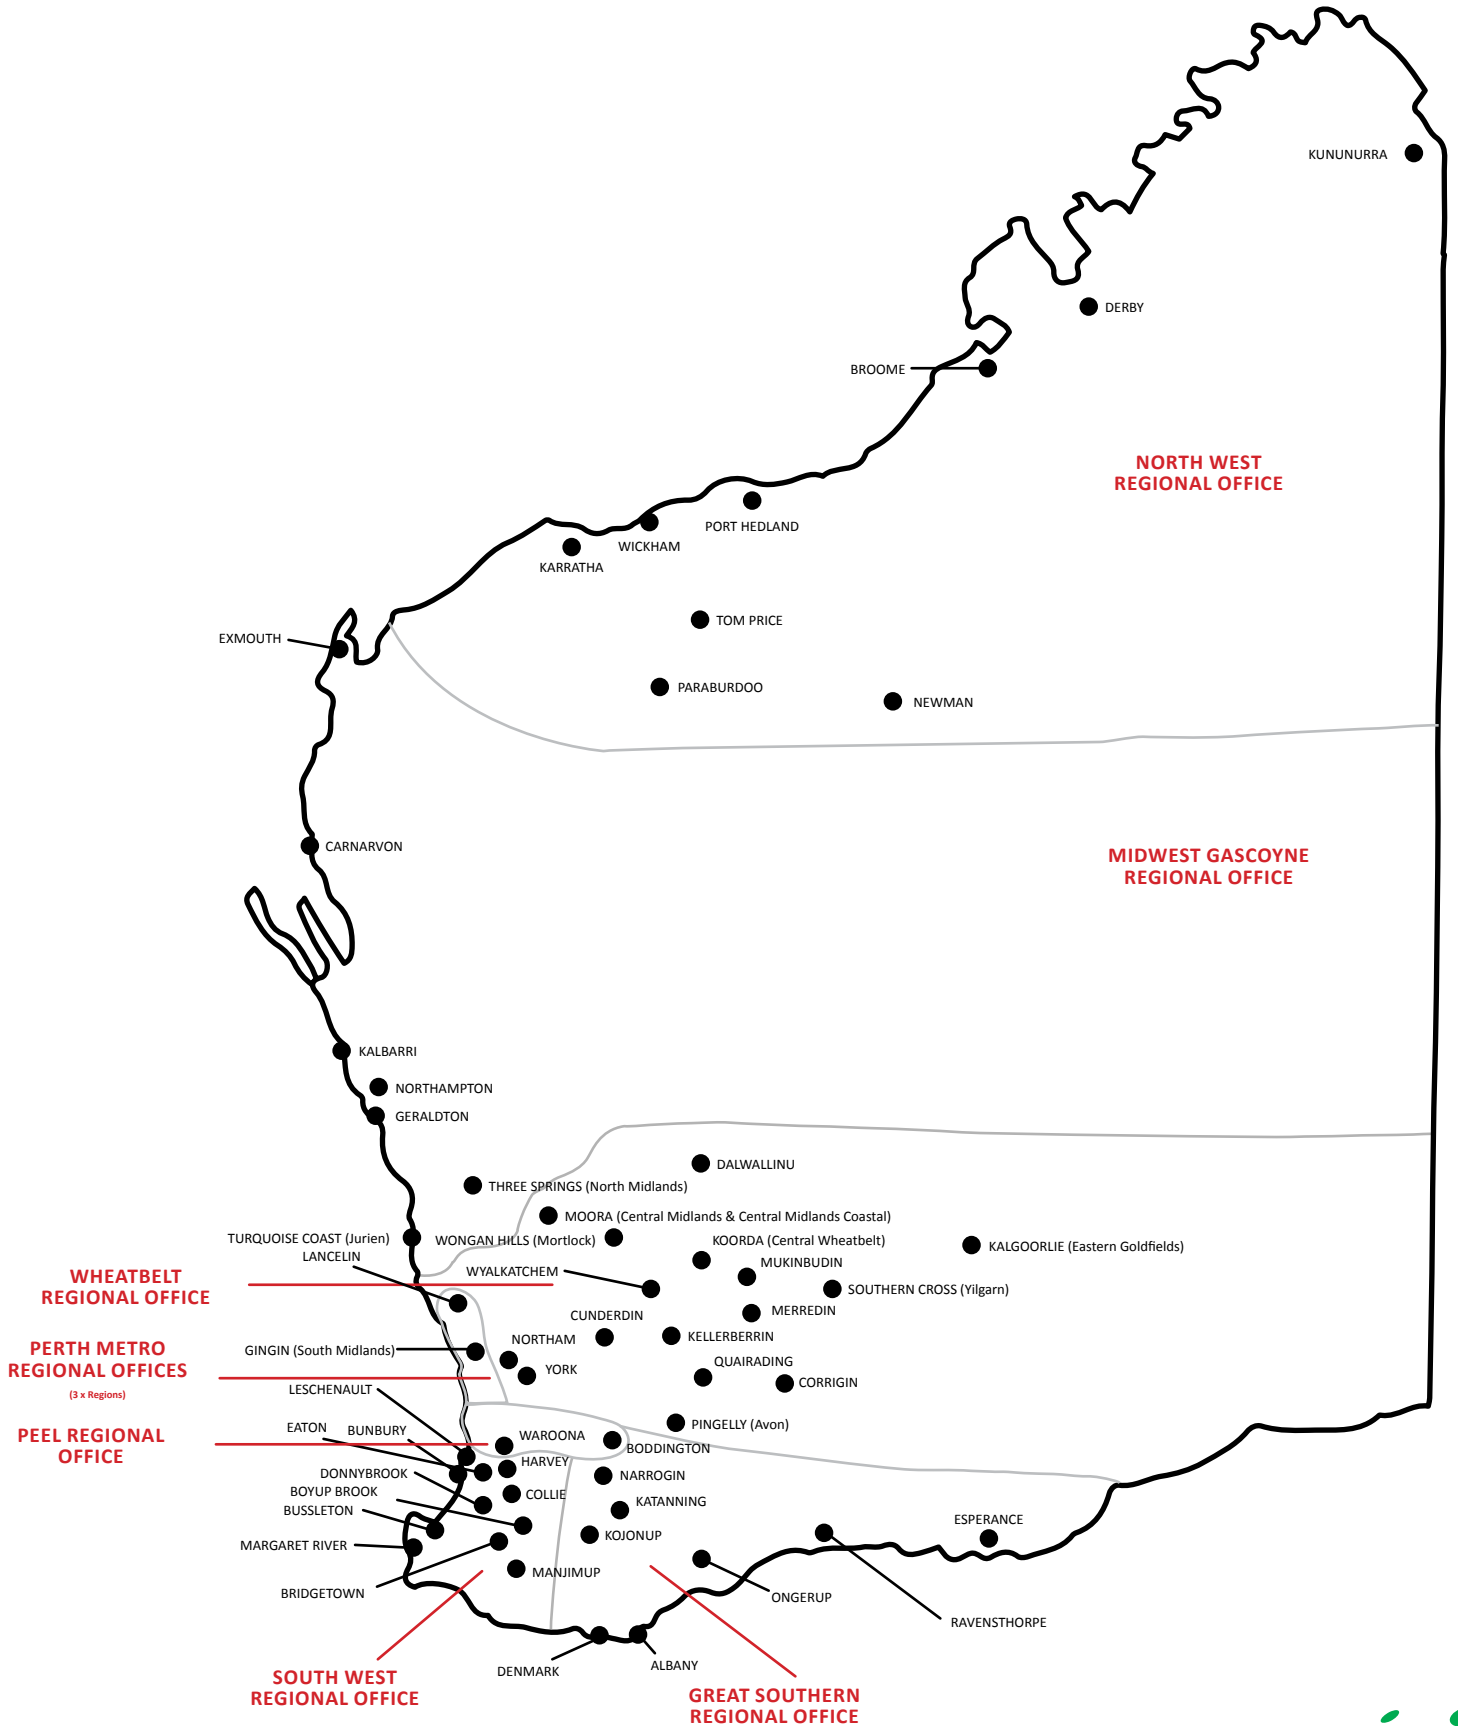 KUNUNURRA
DERBY
BROOME
NORTH WEST
REGIONAL OFFICE
PORT HEDLAND
WICKHAM
KARRATHA
TOM PRICE
EXMOUTH
PARABURDOO
NEWMAN
CARNARVON
MIDWEST GASCOYNE
REGIONAL OFFICE
KALBARRI
NORTHAMPTON
GERALDTON
DALWALLINU
THREE SPRINGS (North Midlands)
MOORA (Central Midlands & Central Midlands Coastal)
TURQUOISE COAST (Jurien)
WONGAN HILLS (Mortlock)
KOORDA (Central Wheatbelt)
KALGOORLIE (Eastern Goldfields)
LANCELIN
WYALKATCHEM
MUKINBUDIN
WHEATBELT
REGIONAL OFFICE
SOUTHERN CROSS (Yilgarn)
CUNDERDIN
MERREDIN
PERTH METRO
REGIONAL OFFICES
(3 x Regions)
GINGIN (South Midlands)
NORTHAM
KELLERBERRIN
YORK
QUAIRADING
CORRIGIN
LESCHENAULT
PEEL REGIONAL
OFFICE
EATON
BUNBURY
WAROONA
PINGELLY (Avon)
BODDINGTON
HARVEY
DONNYBROOK
NARROGIN
BOYUP BROOK
COLLIE
KATANNING
BUSSLETON
KOJONUP
ESPERANCE
MARGARET RIVER
MANJIMUP
BRIDGETOWN
ONGERUP
RAVENSTHORPE
DENMARK
ALBANY
SOUTH WEST
REGIONAL OFFICE
GREAT SOUTHERN
REGIONAL OFFICE